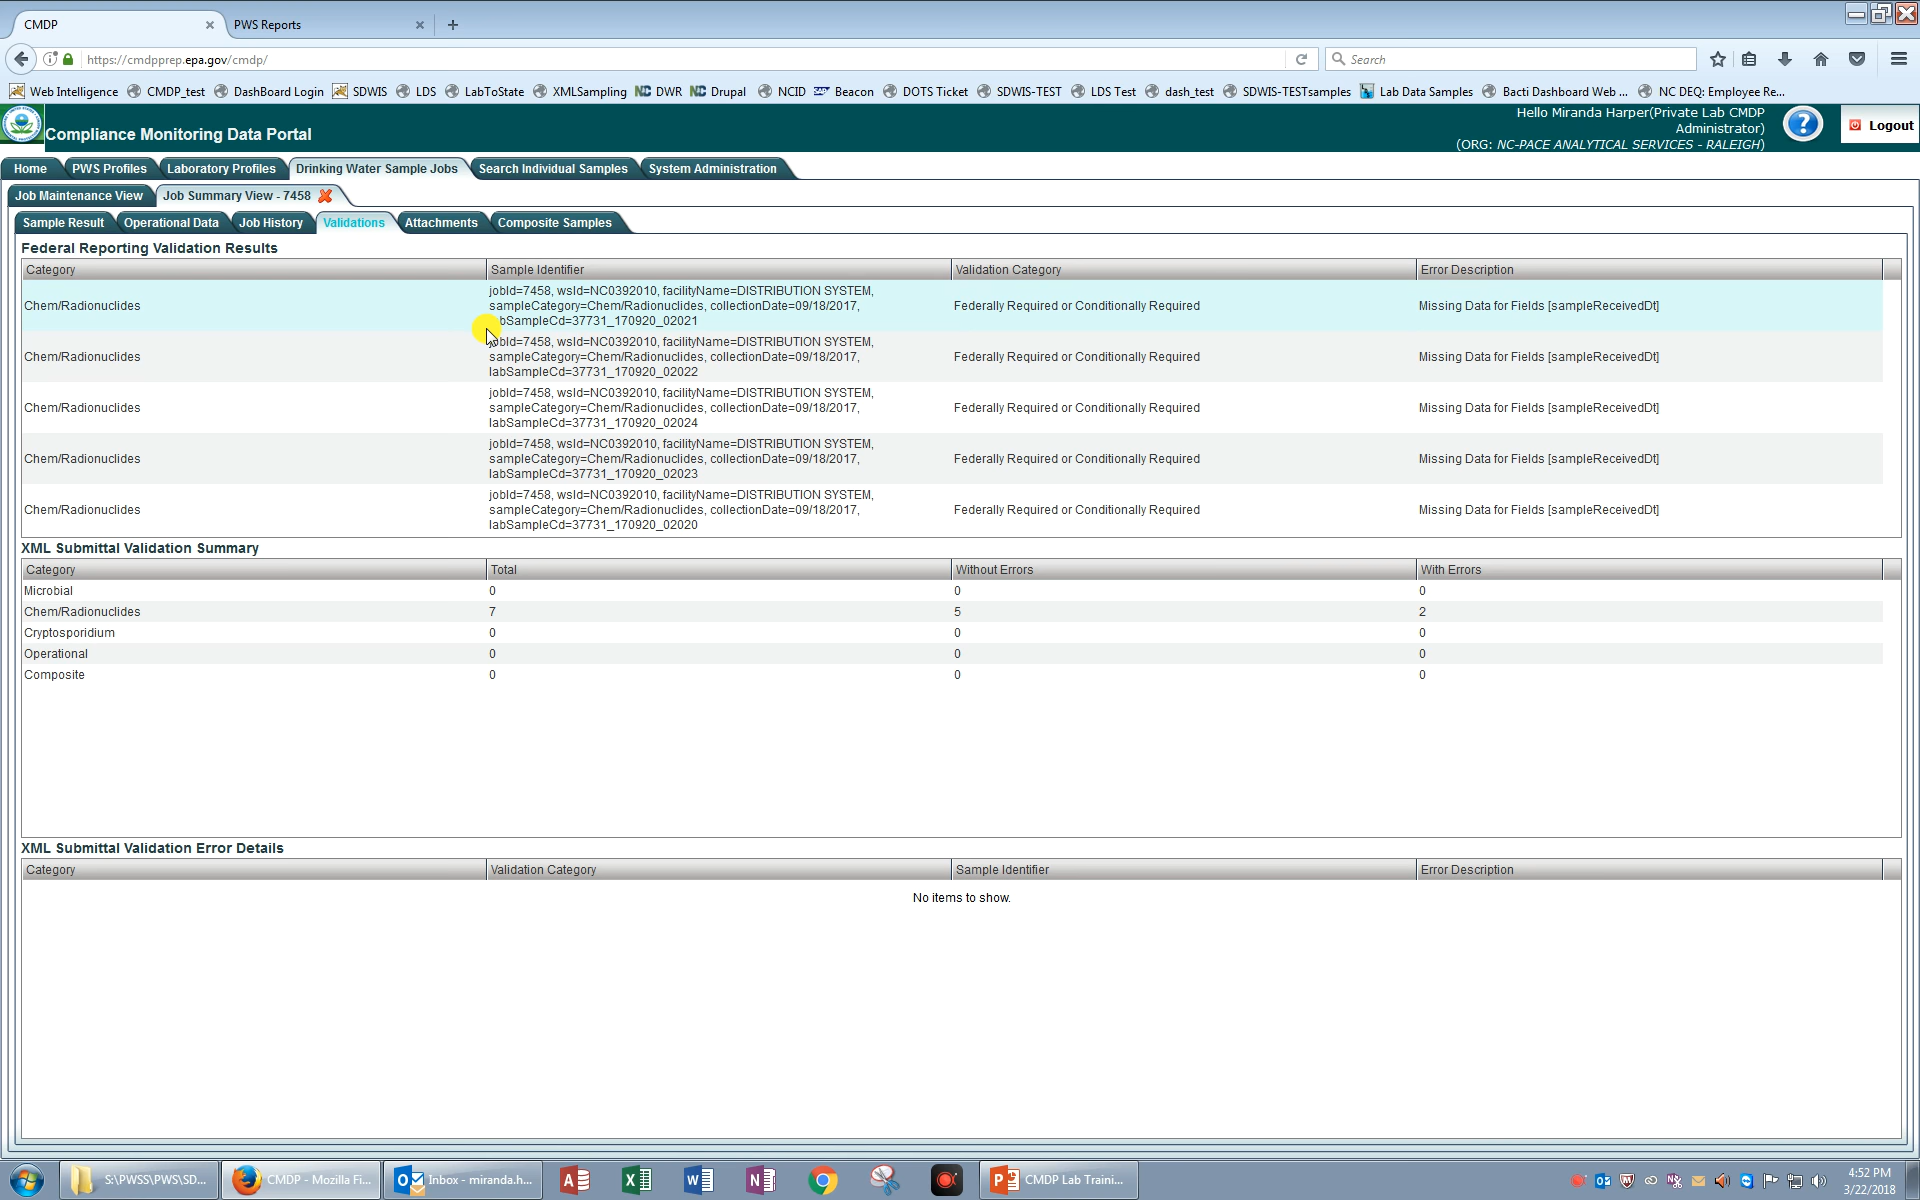 CMDP
PWS Reports
https://cmdpprep.epa.gov/cmdp/
Search
Web Intelligence CMDP_test DashBoard Login SDWIS LDS LabToState XMLSampling DWR Drupal NCID Beacon DOTS Ticket SDWIS-TEST LDS Test dash_test SDWIS-TESTsamples Lab Data Samples Bacti Dashboard Web ... NC DEQ: Employee Re...
Compliance Monitoring Data Portal
Hello Miranda Harper(Private Lab CMDP
Administrator)
(ORG: NC-PACE ANALYTICAL SERVICES - RALEIGH)
Logout
Home PWS Profiles Laboratory Profiles Drinking Water Sample Jobs Search Individual Samples System Administration
Job Maintenance View Job Summary View - 7458
Sample Result Operational Data Job History Validations Attachments Composite Samples
Federal Reporting Validation Results
Category Sample Identifier Validation Category Error Description
Chem/Radionuclides
jobId=7458, wsId=NC0392010, facilityName=DISTRIBUTION SYSTEM,
sampleCategory=Chem/Radionuclides, collectionDate=09/18/2017,
bSampleCd=37731_170920_02021
Federally Required or Conditionally Required
Missing Data for Fields [sampleReceivedDt]
Chem/Radionuclides
obId=7458, wsId=NC0392010, facilityName=DISTRIBUTION SYSTEM,
sampleCategory=Chem/Radionuclides, collectionDate=09/18/2017,
labSampleCd=37731_170920_02022
Federally Required or Conditionally Required
Missing Data for Fields [sampleReceivedDt]
Chem/Radionuclides
jobId=7458, wsId=NC0392010, facilityName=DISTRIBUTION SYSTEM,
sampleCategory=Chem/Radionuclides, collectionDate=09/18/2017,
labSampleCd=37731_170920_02024
Federally Required or Conditionally Required
Missing Data for Fields [sampleReceivedDt]
Chem/Radionuclides
jobId=7458, wsId=NC0392010, facilityName=DISTRIBUTION SYSTEM,
sampleCategory=Chem/Radionuclides, collectionDate=09/18/2017,
labSampleCd=37731_170920_02023
Federally Required or Conditionally Required
Missing Data for Fields [sampleReceivedDt]
Chem/Radionuclides
jobId=7458, wsId=NC0392010, facilityName=DISTRIBUTION SYSTEM,
sampleCategory=Chem/Radionuclides, collectionDate=09/18/2017,
labSampleCd=37731_170920_02020
Federally Required or Conditionally Required
Missing Data for Fields [sampleReceivedDt]
XML Submittal Validation Summary
Category Total Without Errors With Errors
Microbial 0 0 0
Chem/Radionuclides 7 5 2
Cryptosporidium 0 0 0
Operational 0 0 0
Composite 0 0 0
XML Submittal Validation Error Details
Category Validation Category Sample Identifier Error Description
No items to show.
S:\PWSS\PWS\SD... CMDP - Mozilla Fi... Inbox - miranda.h... CMDP Lab Traini...
4:52 PM
3/22/2018